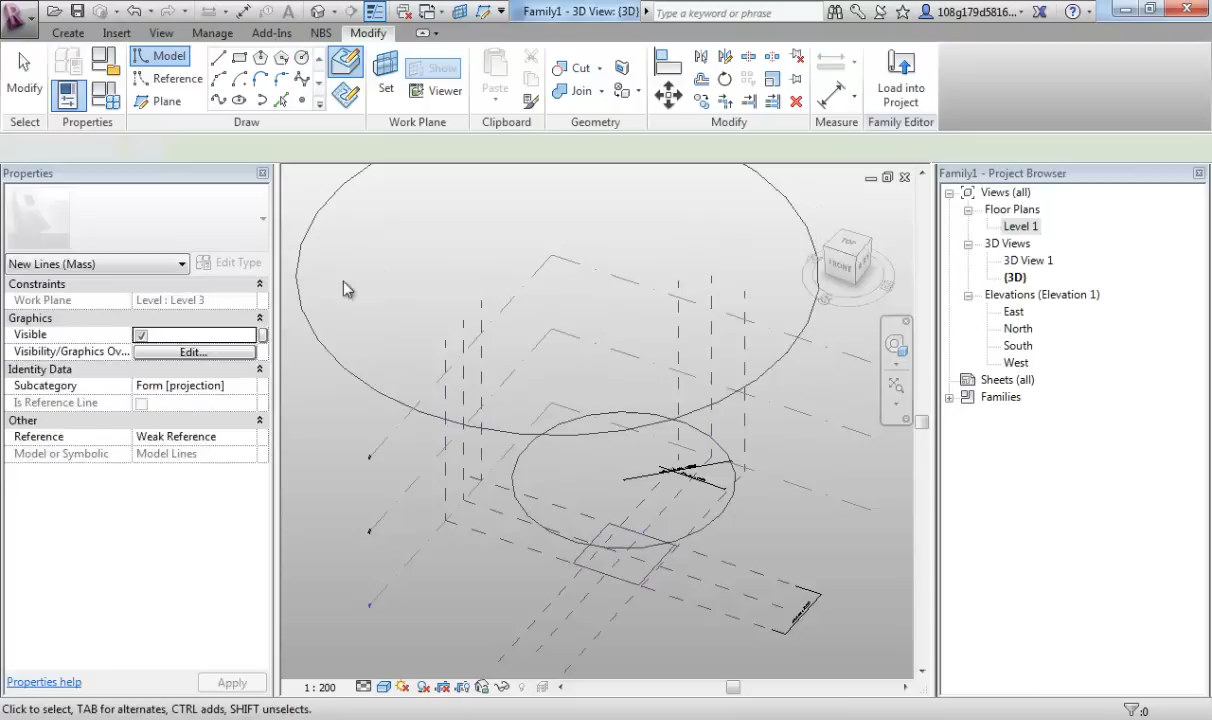 Family1 - 3D View: {3D}
Type a keyword or phrase
108g179d5816...
Create Insert View Manage Add-Ins NBS Modify
Modify
Select
Properties
Model
Reference
Plane
Draw
Set
Show
Viewer
Work Plane
Paste
Clipboard
Cut
Join
Geometry
Modify
Measure
Load into
Project
Family Editor
Properties
New Lines (Mass)
Edit Type
Constraints
Work Plane Level : Level 3
Graphics
Visible
Visibility/Graphics Ov... Edit...
Identity Data
Subcategory Form [projection]
Is Reference Line
Other
Reference Weak Reference
Model or Symbolic Model Lines
Properties help
Apply
TOP
FRONT
1 : 200
Family1 - Project Browser
Views (all)
Floor Plans
Level 1
3D Views
3D View 1
{3D}
Elevations (Elevation 1)
East
North
South
West
Sheets (all)
Families
Click to select, TAB for alternates, CTRL adds, SHIFT unselects.
:0